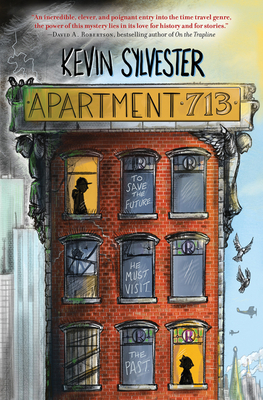 "An incredible, clever, and poignant entry into the time travel genre,
the power of this mystery lies in its love for history and for stories."
—David A. Robertson, bestselling author of On the Trapline
KEVIN SYLVESTER
APARTMENT 713
TO
SAVE THE
FUTURE
HE
MUST
VISIT
THE
PAST